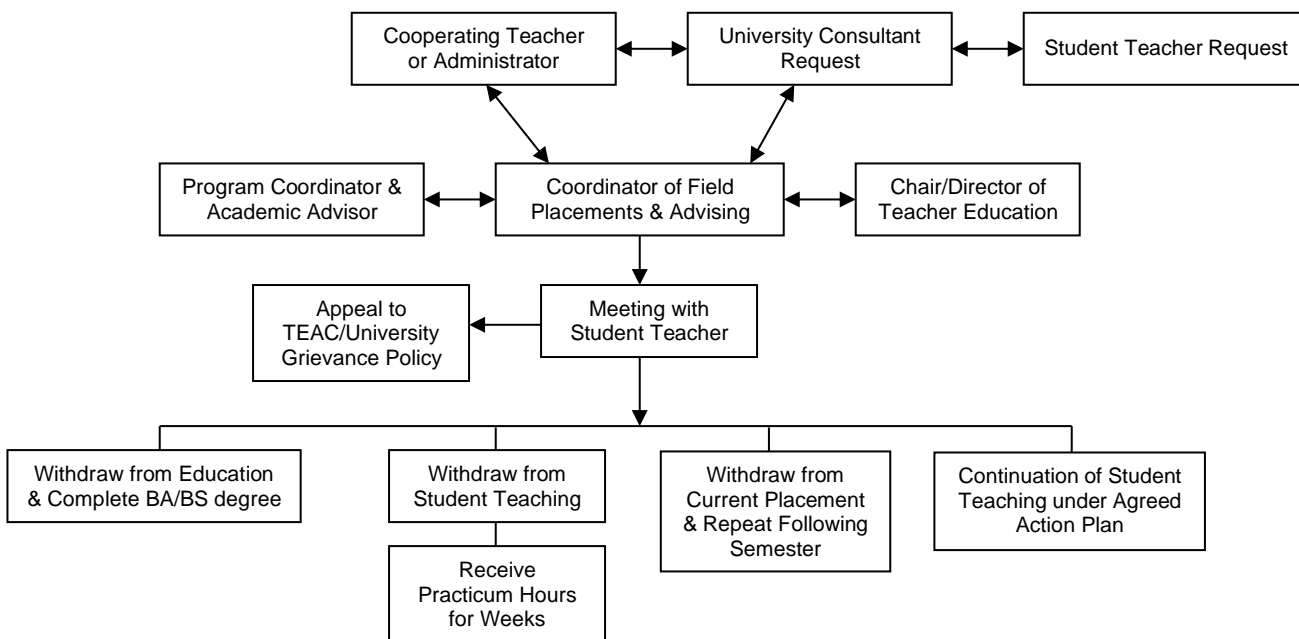 Cooperating Teacher
or Administrator
University Consultant
Request
Student Teacher Request
Program Coordinator &
Academic Advisor
Coordinator of Field
Placements & Advising
Chair/Director of
Teacher Education
Appeal to
TEAC/University
Grievance Policy
Meeting with
Student Teacher
Withdraw from Education
& Complete BA/BS degree
Withdraw from
Student Teaching
Withdraw from
Current Placement
& Repeat Following
Semester
Continuation of Student
Teaching under Agreed
Action Plan
Receive
Practicum Hours
for Weeks